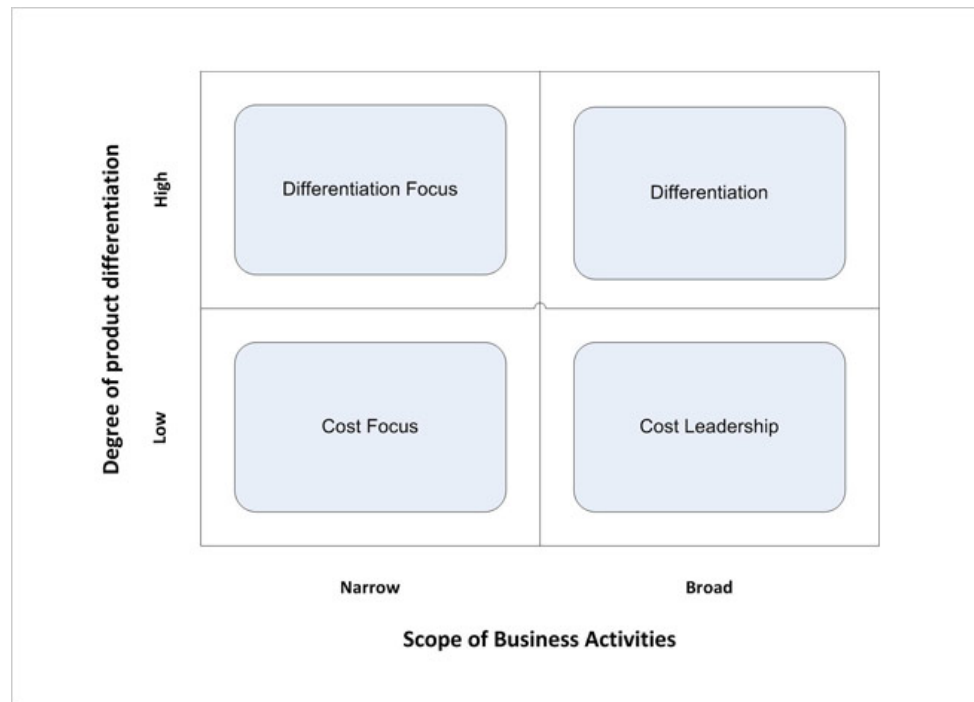 Degree of product differentiation
High
Low
Differentiation Focus
Differentiation
Cost Focus
Cost Leadership
Narrow
Broad
Scope of Business Activities